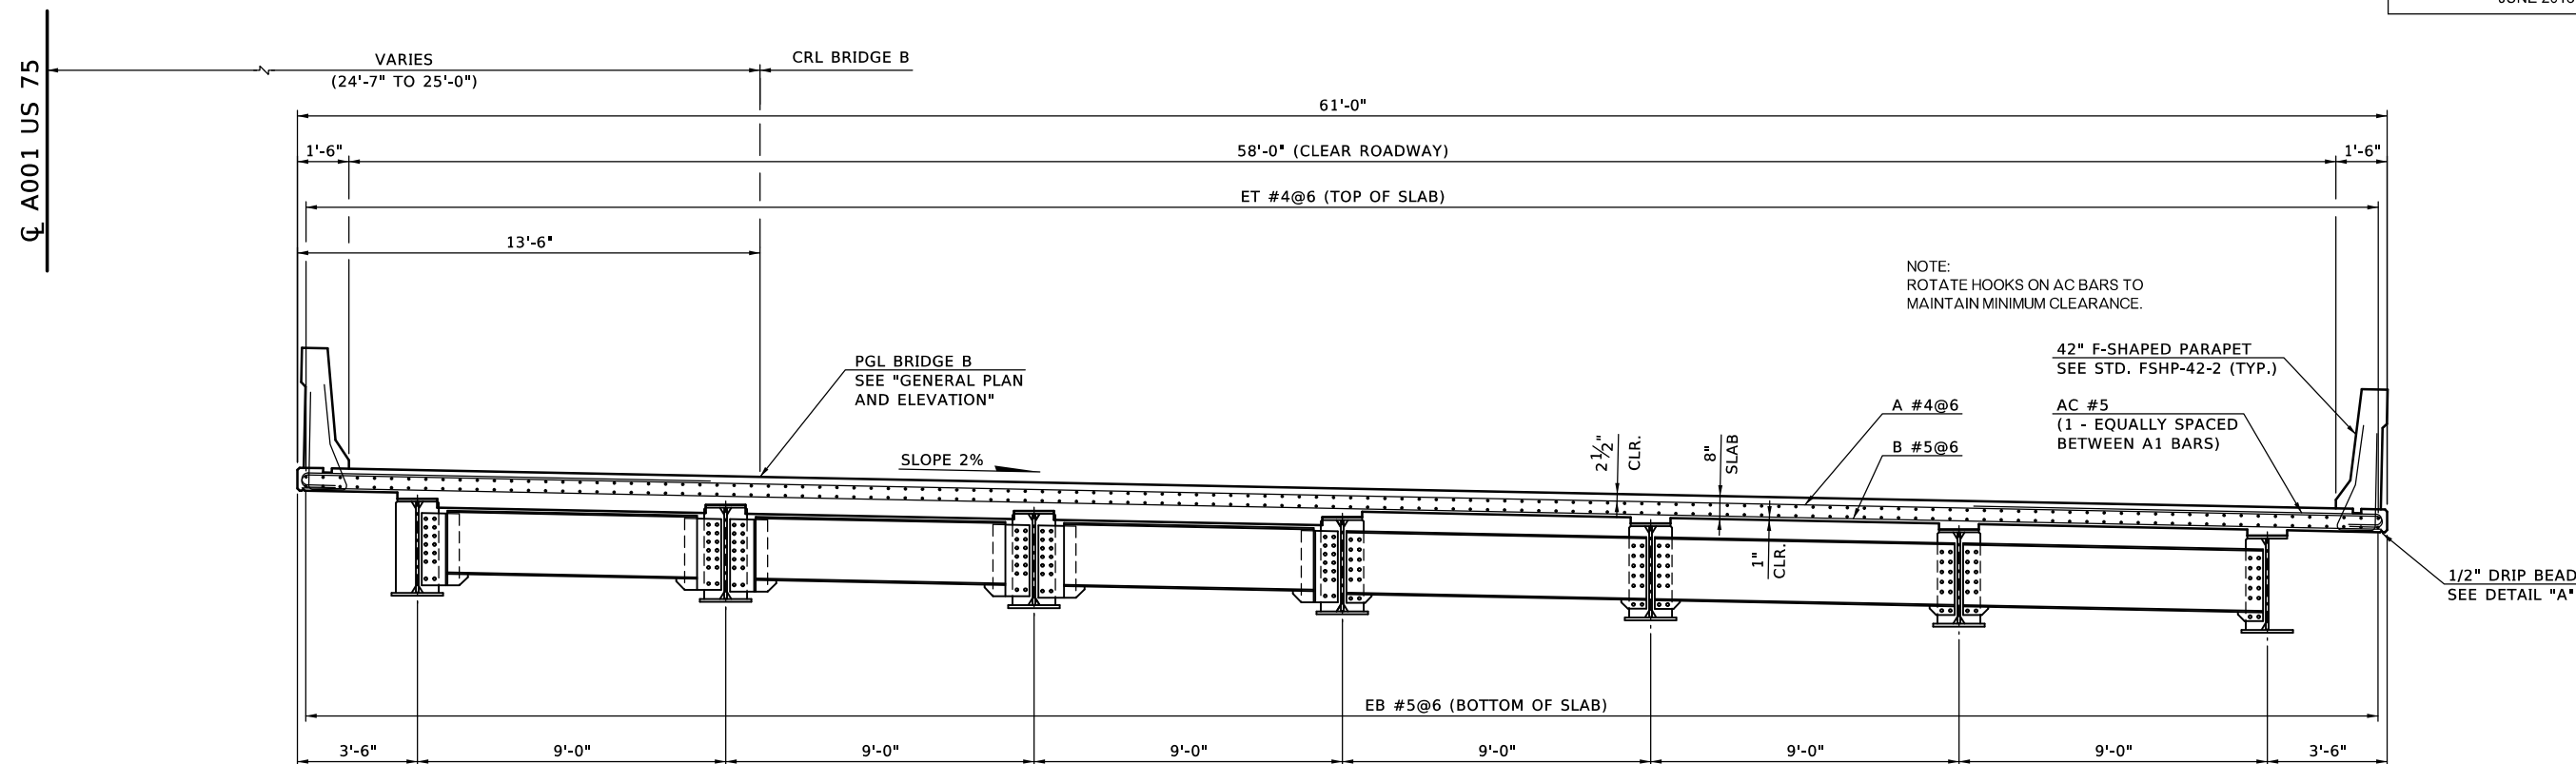 JUNE 2018
℄ A001 US 75
VARIES
(24'-7" TO 25'-0")
CRL BRIDGE B
61'-0"
1'-6"
58'-0" (CLEAR ROADWAY)
1'-6"
ET #4@6 (TOP OF SLAB)
13'-6"
NOTE:
ROTATE HOOKS ON AC BARS TO
MAINTAIN MINIMUM CLEARANCE.
PGL BRIDGE B
SEE "GENERAL PLAN
AND ELEVATION"
42" F-SHAPED PARAPET
SEE STD. FSHP-42-2 (TYP.)
A #4@6
AC #5
(1 - EQUALLY SPACED
BETWEEN A1 BARS)
B #5@6
SLOPE 2%
2½"
CLR.
8"
SLAB
1"
CLR.
1/2" DRIP BEAD
SEE DETAIL "A"
EB #5@6 (BOTTOM OF SLAB)
3'-6"
9'-0"
9'-0"
9'-0"
9'-0"
9'-0"
9'-0"
3'-6"